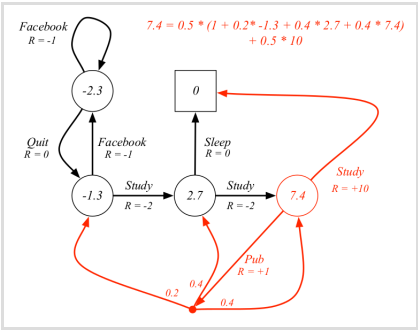 Facebook
R = -1
7.4 = 0.5 * (1 + 0.2* -1.3 + 0.4 * 2.7 + 0.4 * 7.4)
+ 0.5 * 10
-2.3
0
Quit
R = 0
Facebook
R = -1
Sleep
R = 0
Study
R = +10
-1.3
Study
R = -2
2.7
Study
R = -2
7.4
Pub
R = +1
0.2
0.4
0.4